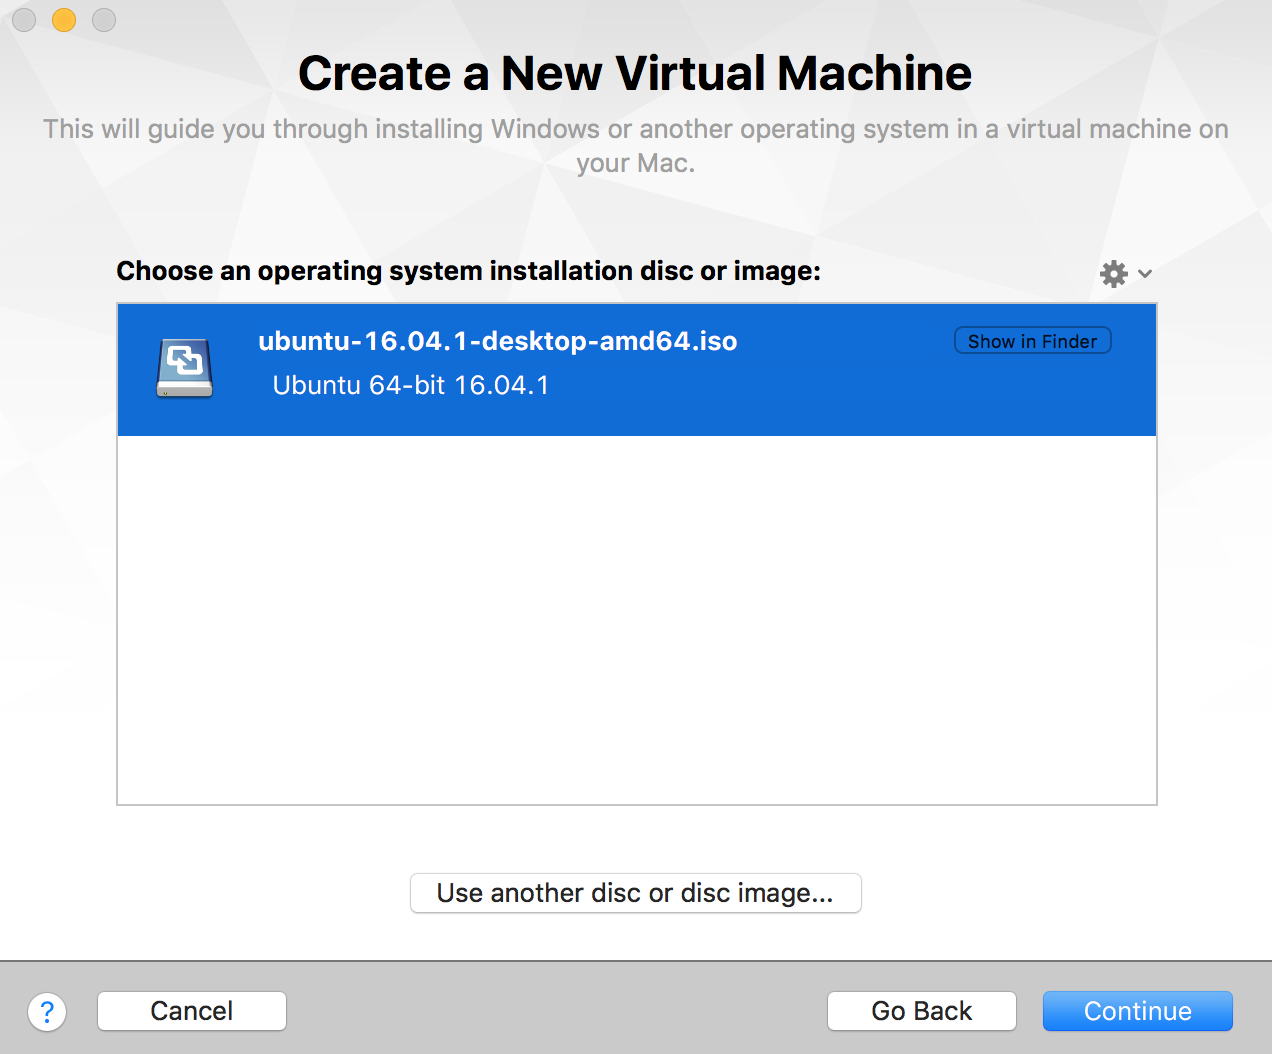 Create a New Virtual Machine
This will guide you through installing Windows or another operating system in a virtual machine on
your Mac.
Choose an operating system installation disc or image:
ubuntu-16.04.1-desktop-amd64.iso
Show in Finder
Ubuntu 64-bit 16.04.1
Use another disc or disc image...
?
Cancel
Go Back
Continue